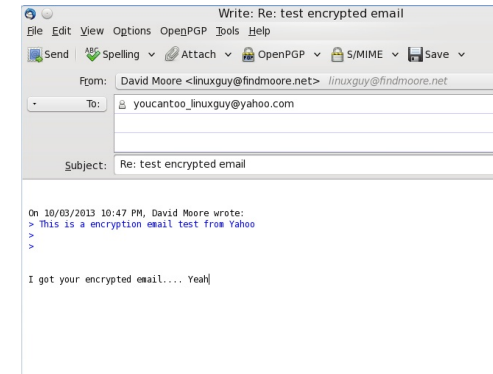 Write: Re: test encrypted email
File Edit View Options OpenPGP Tools Help
Send ABC Spelling Attach OpenPGP S/MIME Save
From: David Moore <linuxguy@findmoore.net> linuxguy@findmoore.net
To: youcantoo_linuxguy@yahoo.com
Subject: Re: test encrypted email
On 10/03/2013 10:47 PM, David Moore wrote:
> This is a encryption email test from Yahoo
>
>
I got your encrypted email.... Yeah